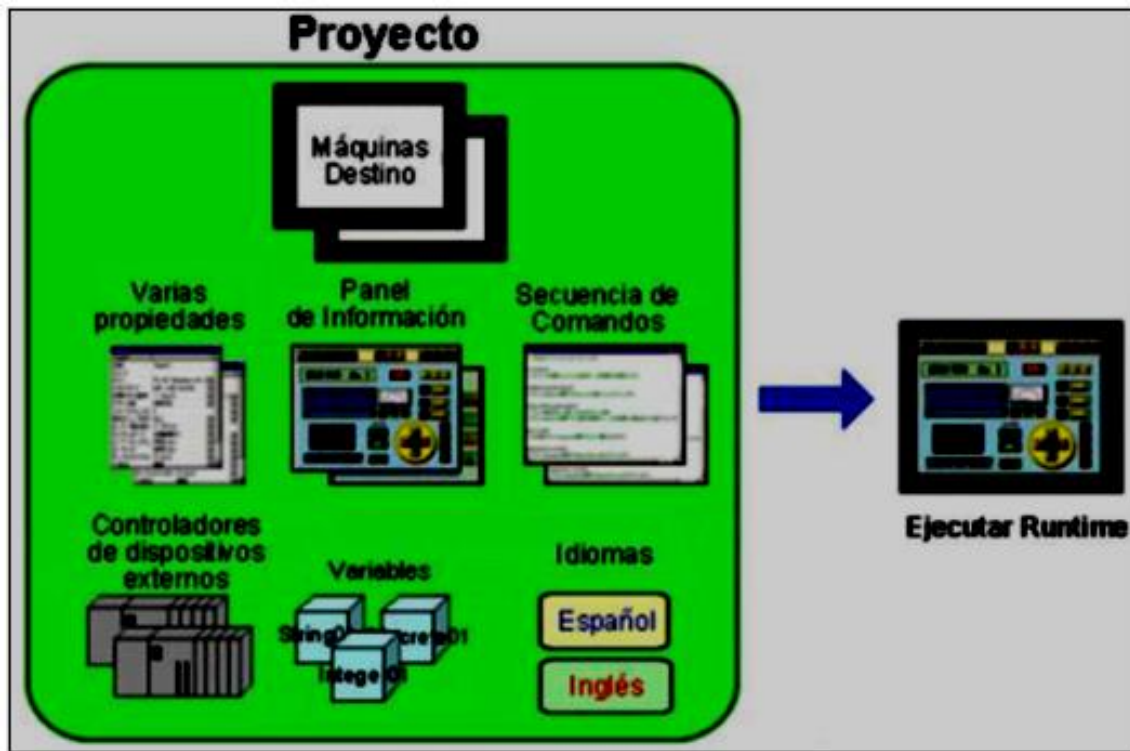 Proyecto
Máquinas
Destino
Varias
propiedades
Panel
de Información
Secuencia de
Comandos
Ejecutar Runtime
Controladores
de dispositivos
externos
Variables
Idiomas
Español
Inglés